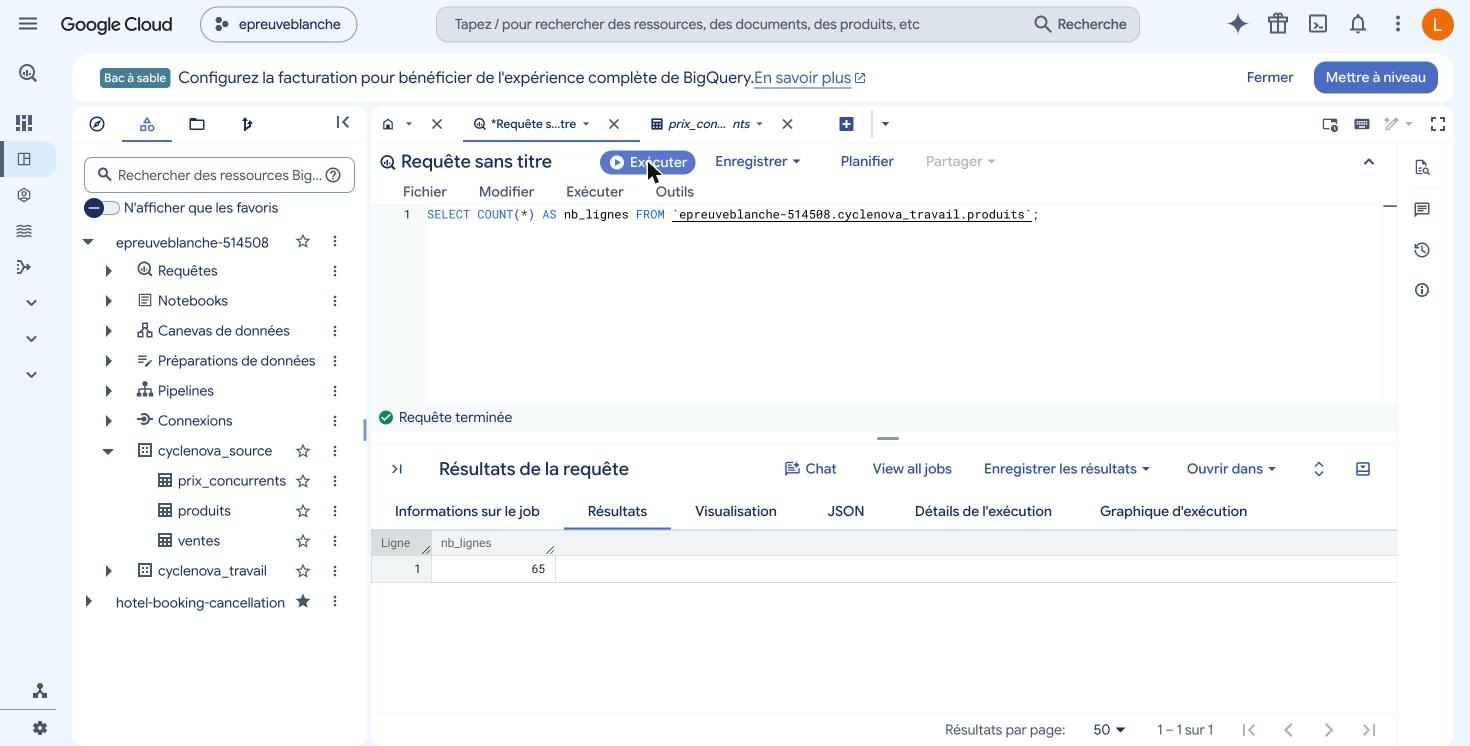 Google Cloud
epreuveblanche
Tapez / pour rechercher des ressources, des documents, des produits, etc
Recherche
L
Bac à sable
Configurez la facturation pour bénéficier de l'expérience complète de BigQuery.En savoir plus
Fermer
Mettre à niveau
*Requête s...tre
prix_con... nts
Rechercher des ressources Big...
N'afficher que les favoris
epreuveblanche-514508
Requêtes
Notebooks
Canevas de données
Préparations de données
Pipelines
Connexions
cyclenova_source
prix_concurrents
produits
ventes
cyclenova_travail
hotel-booking-cancellation
Requête sans titre
Exécuter
Enregistrer
Planifier
Partager
Fichier
Modifier
Exécuter
Outils
1 SELECT COUNT(*) AS nb_lignes FROM `epreuveblanche-514508.cyclenova_travail.produits`;
Requête terminée
Résultats de la requête
Chat
View all jobs
Enregistrer les résultats
Ouvrir dans
Informations sur le job
Résultats
Visualisation
JSON
Détails de l'exécution
Graphique d'exécution
Ligne nb_lignes
1 65
Résultats par page: 50 1 – 1 sur 1